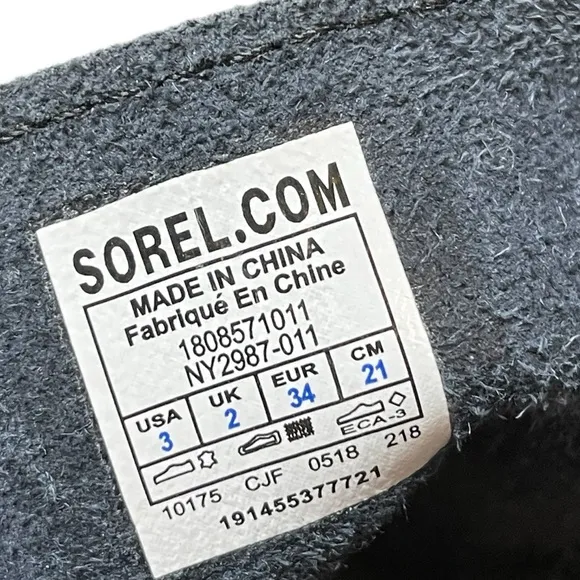 SOREL.COM
MADE IN CHINA
Fabriqué En Chine
1808571011
NY2987-011
USA UK EUR CM
3 2 34 21
ECA-3
10175 CJF 0518 218
191455377721